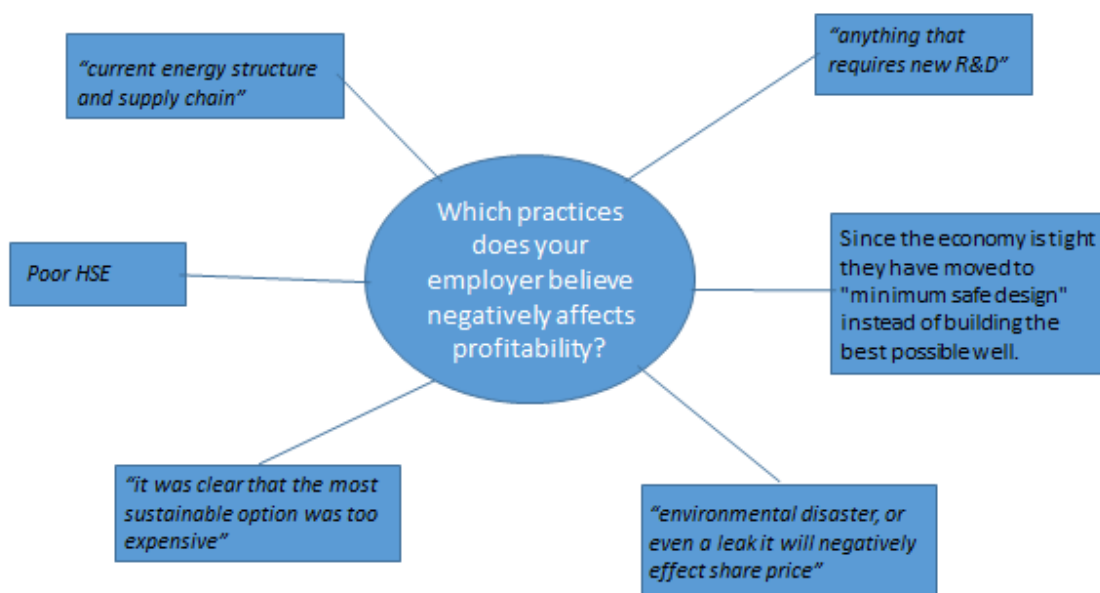 “current energy structure
and supply chain”
“anything that
requires new R&D”
Which practices
does your
employer believe
negatively affects
profitability?
Poor HSE
Since the economy is tight
they have moved to
"minimum safe design"
instead of building the
best possible well.
“it was clear that the most
sustainable option was too
expensive”
“environmental disaster, or
even a leak it will negatively
effect share price”